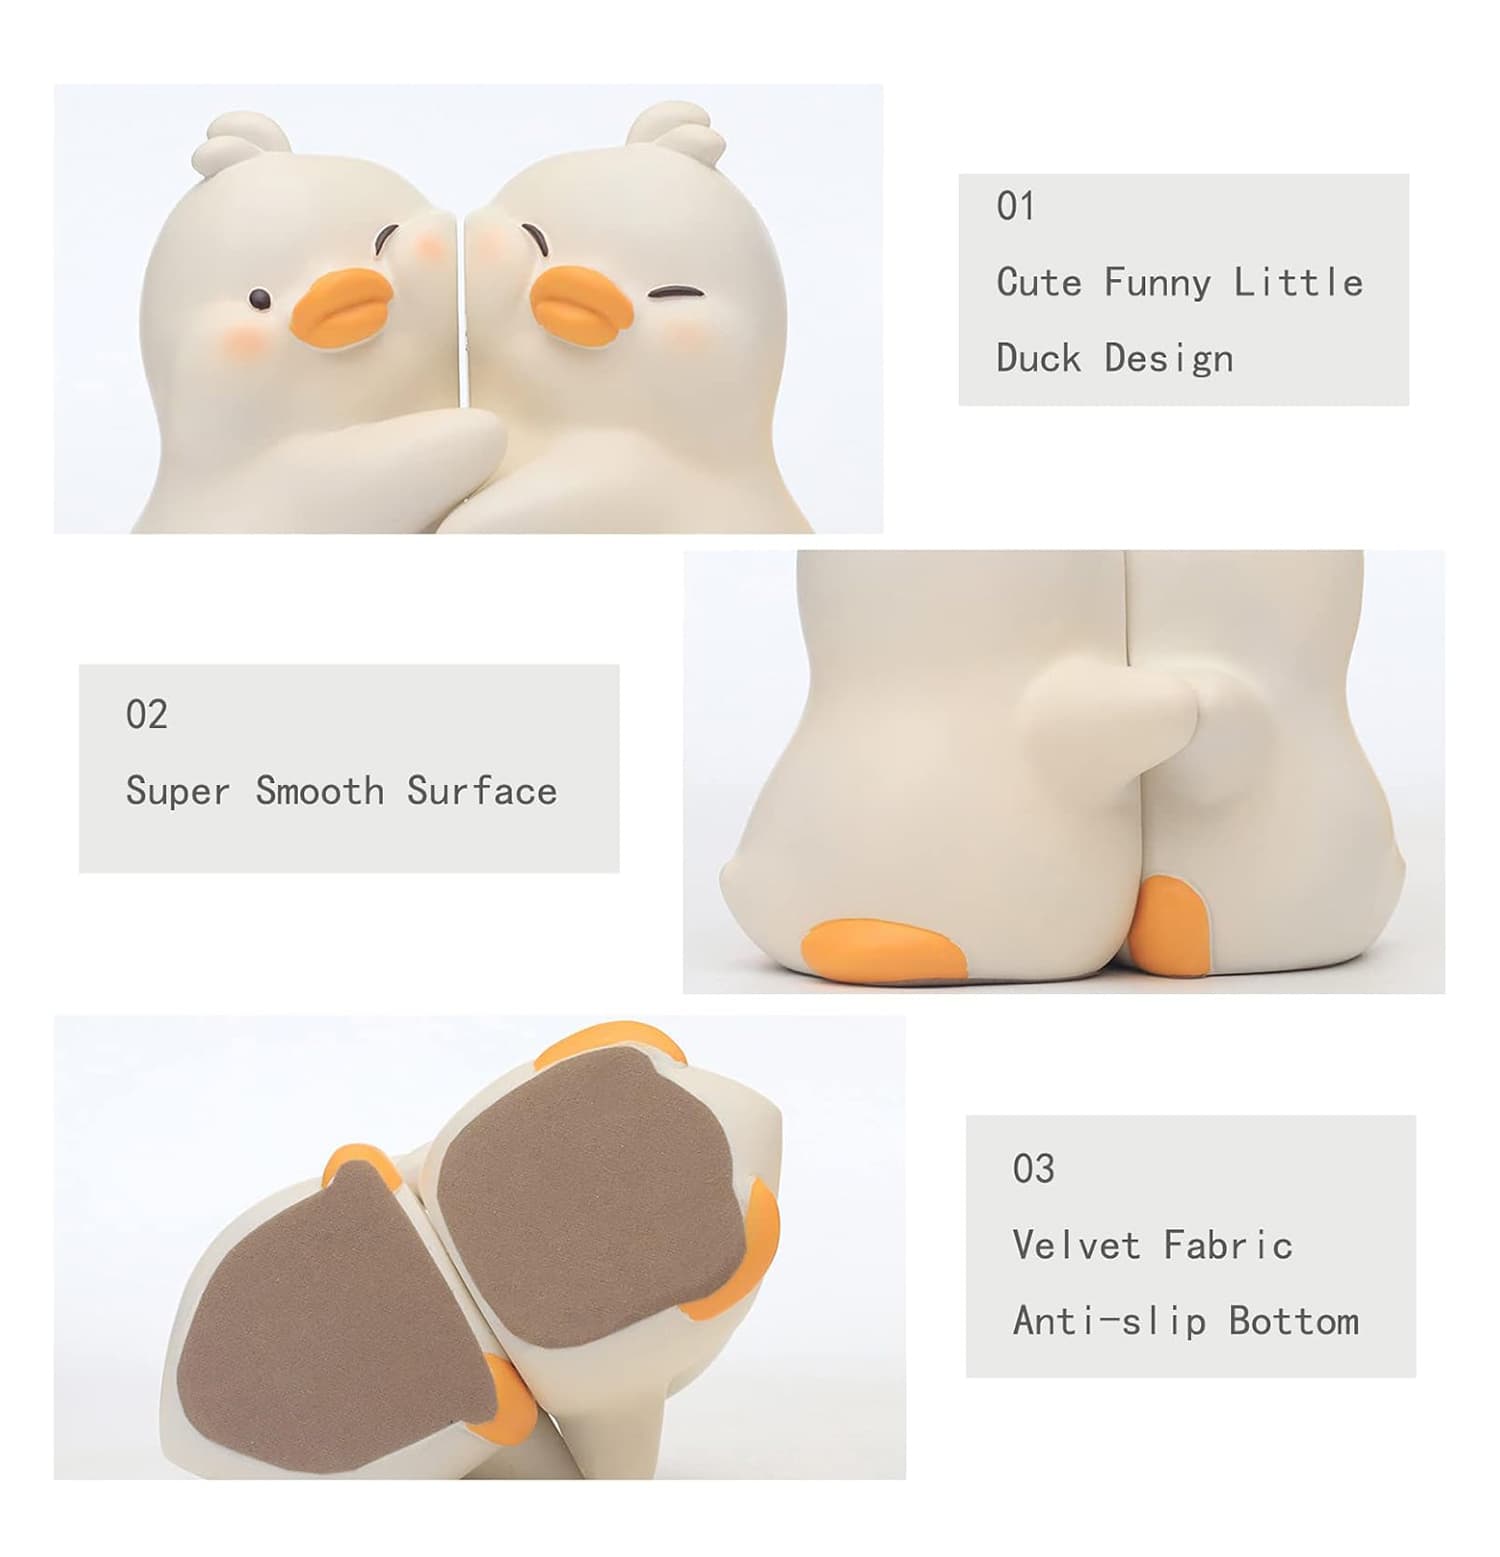 01
Cute Funny Little
Duck Design
02
Super Smooth Surface
03
Velvet Fabric
Anti-slip Bottom